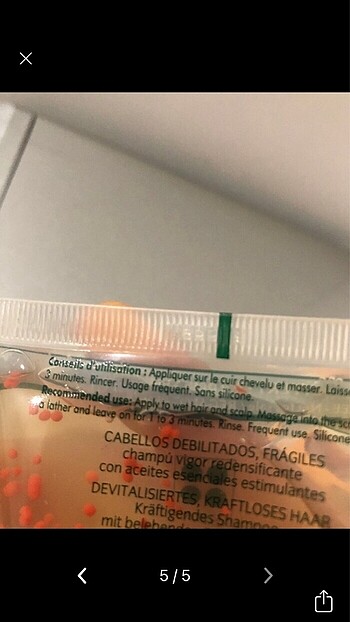 Conseils d'utilisation : Appliquer sur le cuir chevelu et masser. Laiss
3 minutes. Rincer. Usage fréquent. Sans silicone.
Recommended use: Apply to wet hair and scalp. Massage into the sc
a lather and leave on for 1 to 3 minutes. Rinse. Frequent use. Silicone
CABELLOS DEBILITADOS, FRÁGILES
champú vigor redensificante
con aceites esenciales estimulantes
DEVITALISIERTES, KRAFTLOSES HAAR
Kräftigendes Shampoo
mit belebend
5/5